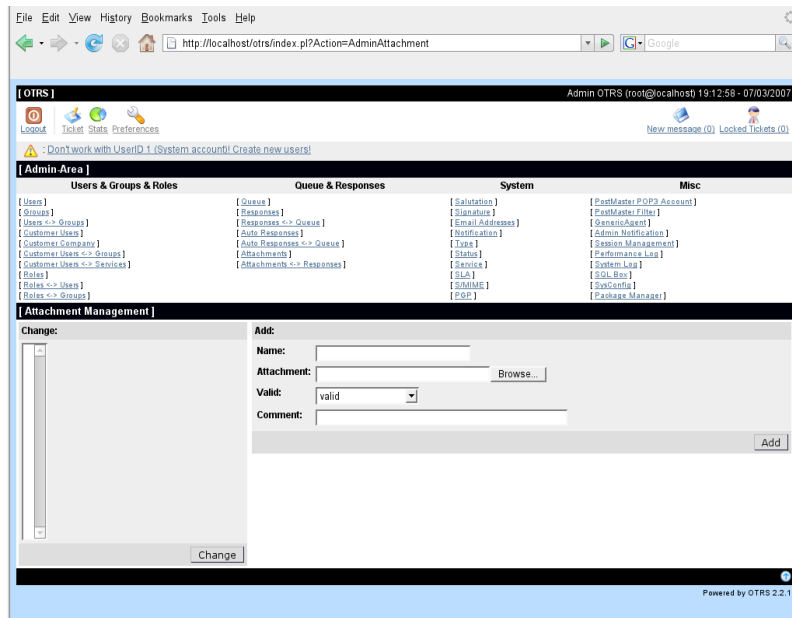 File Edit View History Bookmarks Tools Help
http://localhost/otrs/index.pl?Action=AdminAttachment
G Google
[ OTRS ] Admin OTRS (root@localhost) 19:12:58 - 07/03/2007
Logout Ticket Stats Preferences New message (0) Locked Tickets (0)
: Don't work with UserID 1 (System account)! Create new users!
[ Admin-Area ]
Users & Groups & Roles Queue & Responses System Misc
[ Users ] [ Queue ] [ Salutation ] [ PostMaster POP3 Account ]
[ Groups ] [ Responses ] [ Signature ] [ PostMaster Filter ]
[ Users <-> Groups ] [ Responses <-> Queue ] [ Email Addresses ] [ GenericAgent ]
[ Customer Users ] [ Auto Responses ] [ Notification ] [ Admin Notification ]
[ Customer Company ] [ Auto Responses <-> Queue ] [ Type ] [ Session Management ]
[ Customer Users <-> Groups ] [ Attachments ] [ Status ] [ Performance Log ]
[ Customer Users <-> Services ] [ Attachments <-> Responses ] [ Service ] [ System Log ]
[ Roles ] [ SLA ] [ SQL Box ]
[ Roles <-> Users ] [ S/MIME ] [ SysConfig ]
[ Roles <-> Groups ] [ PGP ] [ Package Manager ]
[ Attachment Management ]
Change: Add:
Name:
Attachment: Browse...
Valid: valid
Comment:
Add
Change
Powered by OTRS 2.2.1